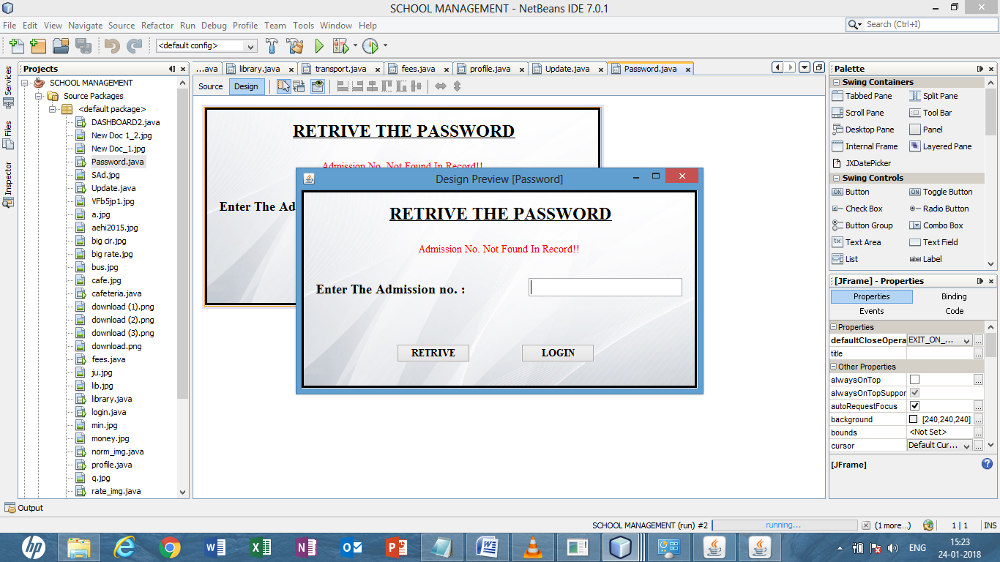 SCHOOL MANAGEMENT - NetBeans IDE 7.0.1
File Edit View Navigate Source Refactor Run Debug Profile Team Tools Window Help
Search (Ctrl+I)
<default config>
Services
Files
Inspector
Projects
SCHOOL MANAGEMENT
Source Packages
<default package>
DASHBOARD2.java
New Doc 1_2.jpg
New Doc_1.jpg
Password.java
SAd.jpg
Update.java
VFb5jp1.jpg
a.jpg
aehi2015.jpg
big cir.jpg
big rate.jpg
bus.jpg
cafe.jpg
cafeteria.java
download (1).png
download (2).png
download (3).png
download.png
fees.java
ju.jpg
lib.jpg
library.java
login.java
min.jpg
money.jpg
norm_img.java
profile.java
q.jpg
rate_img.java
...ava library.java transport.java fees.java profile.java Update.java Password.java
Source Design
RETRIVE THE PASSWORD
Admission No. Not Found In Record!!
Enter The Ad
Design Preview [Password]
RETRIVE THE PASSWORD
Admission No. Not Found In Record!!
Enter The Admission no. :
RETRIVE LOGIN
Palette
Swing Containers
Tabbed Pane Split Pane
Scroll Pane Tool Bar
Desktop Pane Panel
Internal Frame Layered Pane
JXDatePicker
Swing Controls
OK Button ON Toggle Button
Check Box Radio Button
Button Group Combo Box
Text Area Text Field
List label Label
[JFrame] - Properties
Properties Binding
Events Code
Properties
defaultCloseOpera EXIT_ON_... ...
title ...
Other Properties
alwaysOnTop ...
alwaysOnTopSuppor
autoRequestFocus ...
background [240,240,240] ...
bounds <Not Set> ...
cursor Default Cur... ...
[JFrame]
Output
SCHOOL MANAGEMENT (run) #2 running... (1 more...) 1 | 1 INS
hp
ENG
15:23
24-01-2018